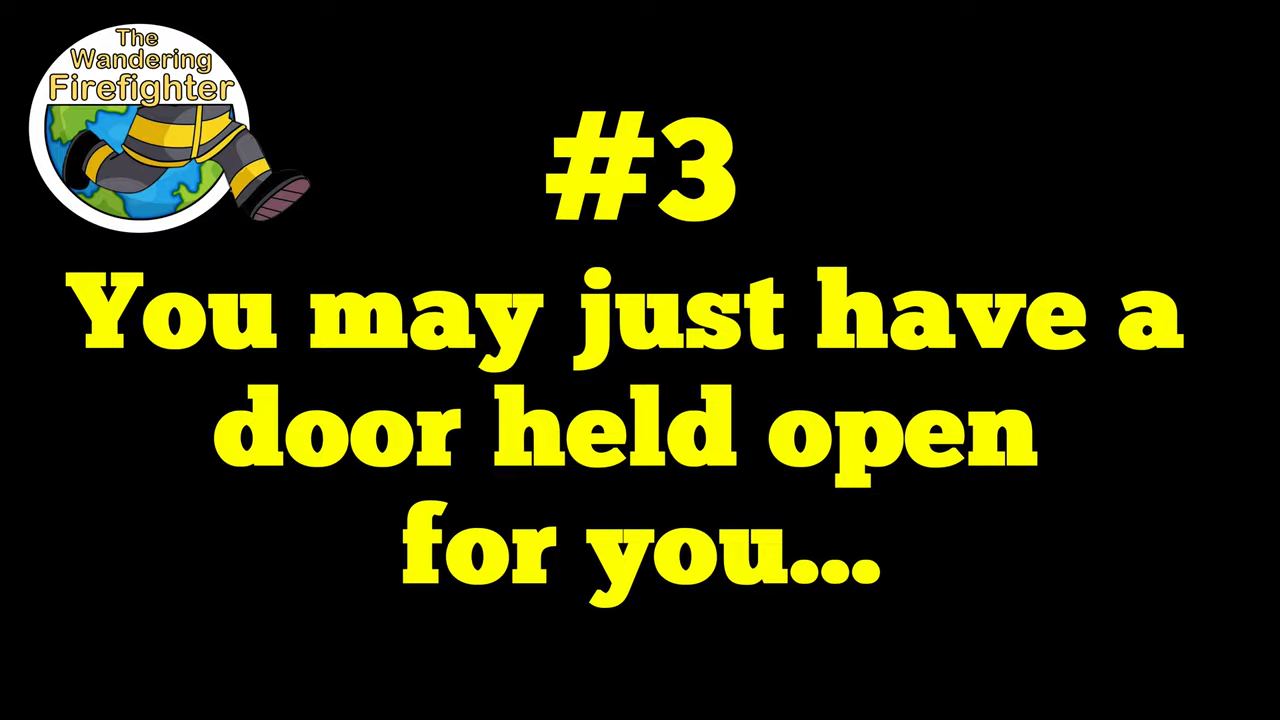 The
Wandering
Firefighter
#3
You may just have a
door held open
for you...